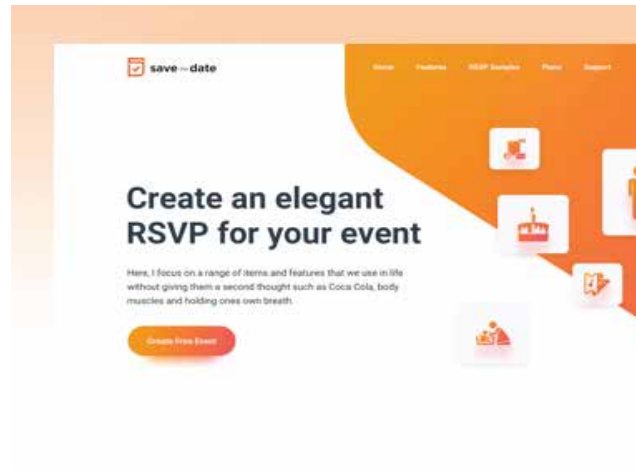 save the date
Home Features RSVP Samples Plans Support
Create an elegant
RSVP for your event
Here, I focus on a range of items and features that we use in life
without giving them a second thought such as Coca Cola, body
muscles and holding ones own breath.
Create Free Event